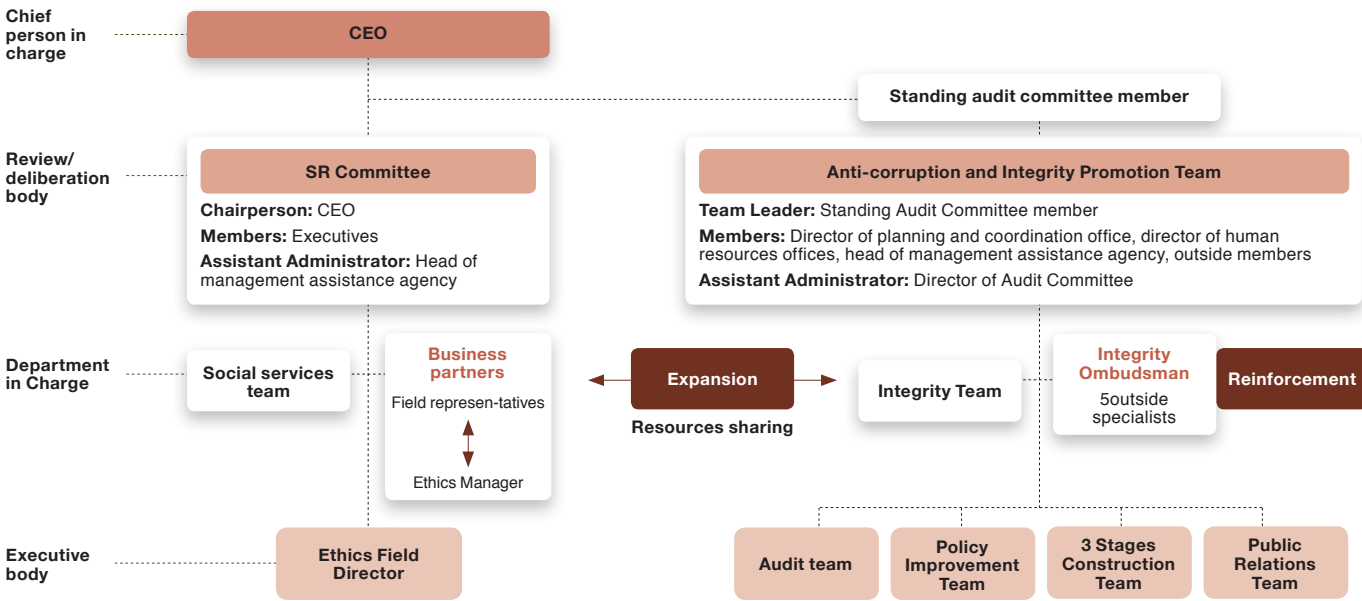 Chief
person in
charge
CEO
Standing audit committee member
Review/
deliberation
body
SR Committee
Chairperson: CEO
Members: Executives
Assistant Administrator: Head of
management assistance agency
Anti-corruption and Integrity Promotion Team
Team Leader: Standing Audit Committee member
Members: Director of planning and coordination office, director of human
resources offices, head of management assistance agency, outside members
Assistant Administrator: Director of Audit Committee
Department
in Charge
Social services
team
Business
partners
Field represen-tatives
Ethics Manager
Expansion
Resources sharing
Integrity Team
Integrity
Ombudsman
5outside
specialists
Reinforcement
Executive
body
Ethics Field
Director
Audit team
Policy
Improvement
Team
3 Stages
Construction
Team
Public
Relations
Team